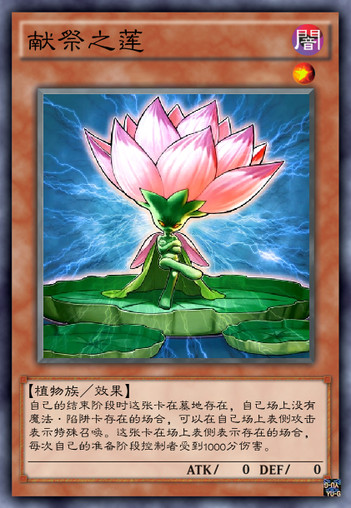 献祭之莲
闇
【植物族／效果】
自己的结束阶段时这张卡在墓地存在，自己场上没有
魔法·陷阱卡存在的场合，可以在自己场上表侧攻击
表示特殊召唤。这张卡在场上表侧表示存在的场合，
每次自己的准备阶段控制者受到1000分伤害。
ATK/ 0 DEF/ 0